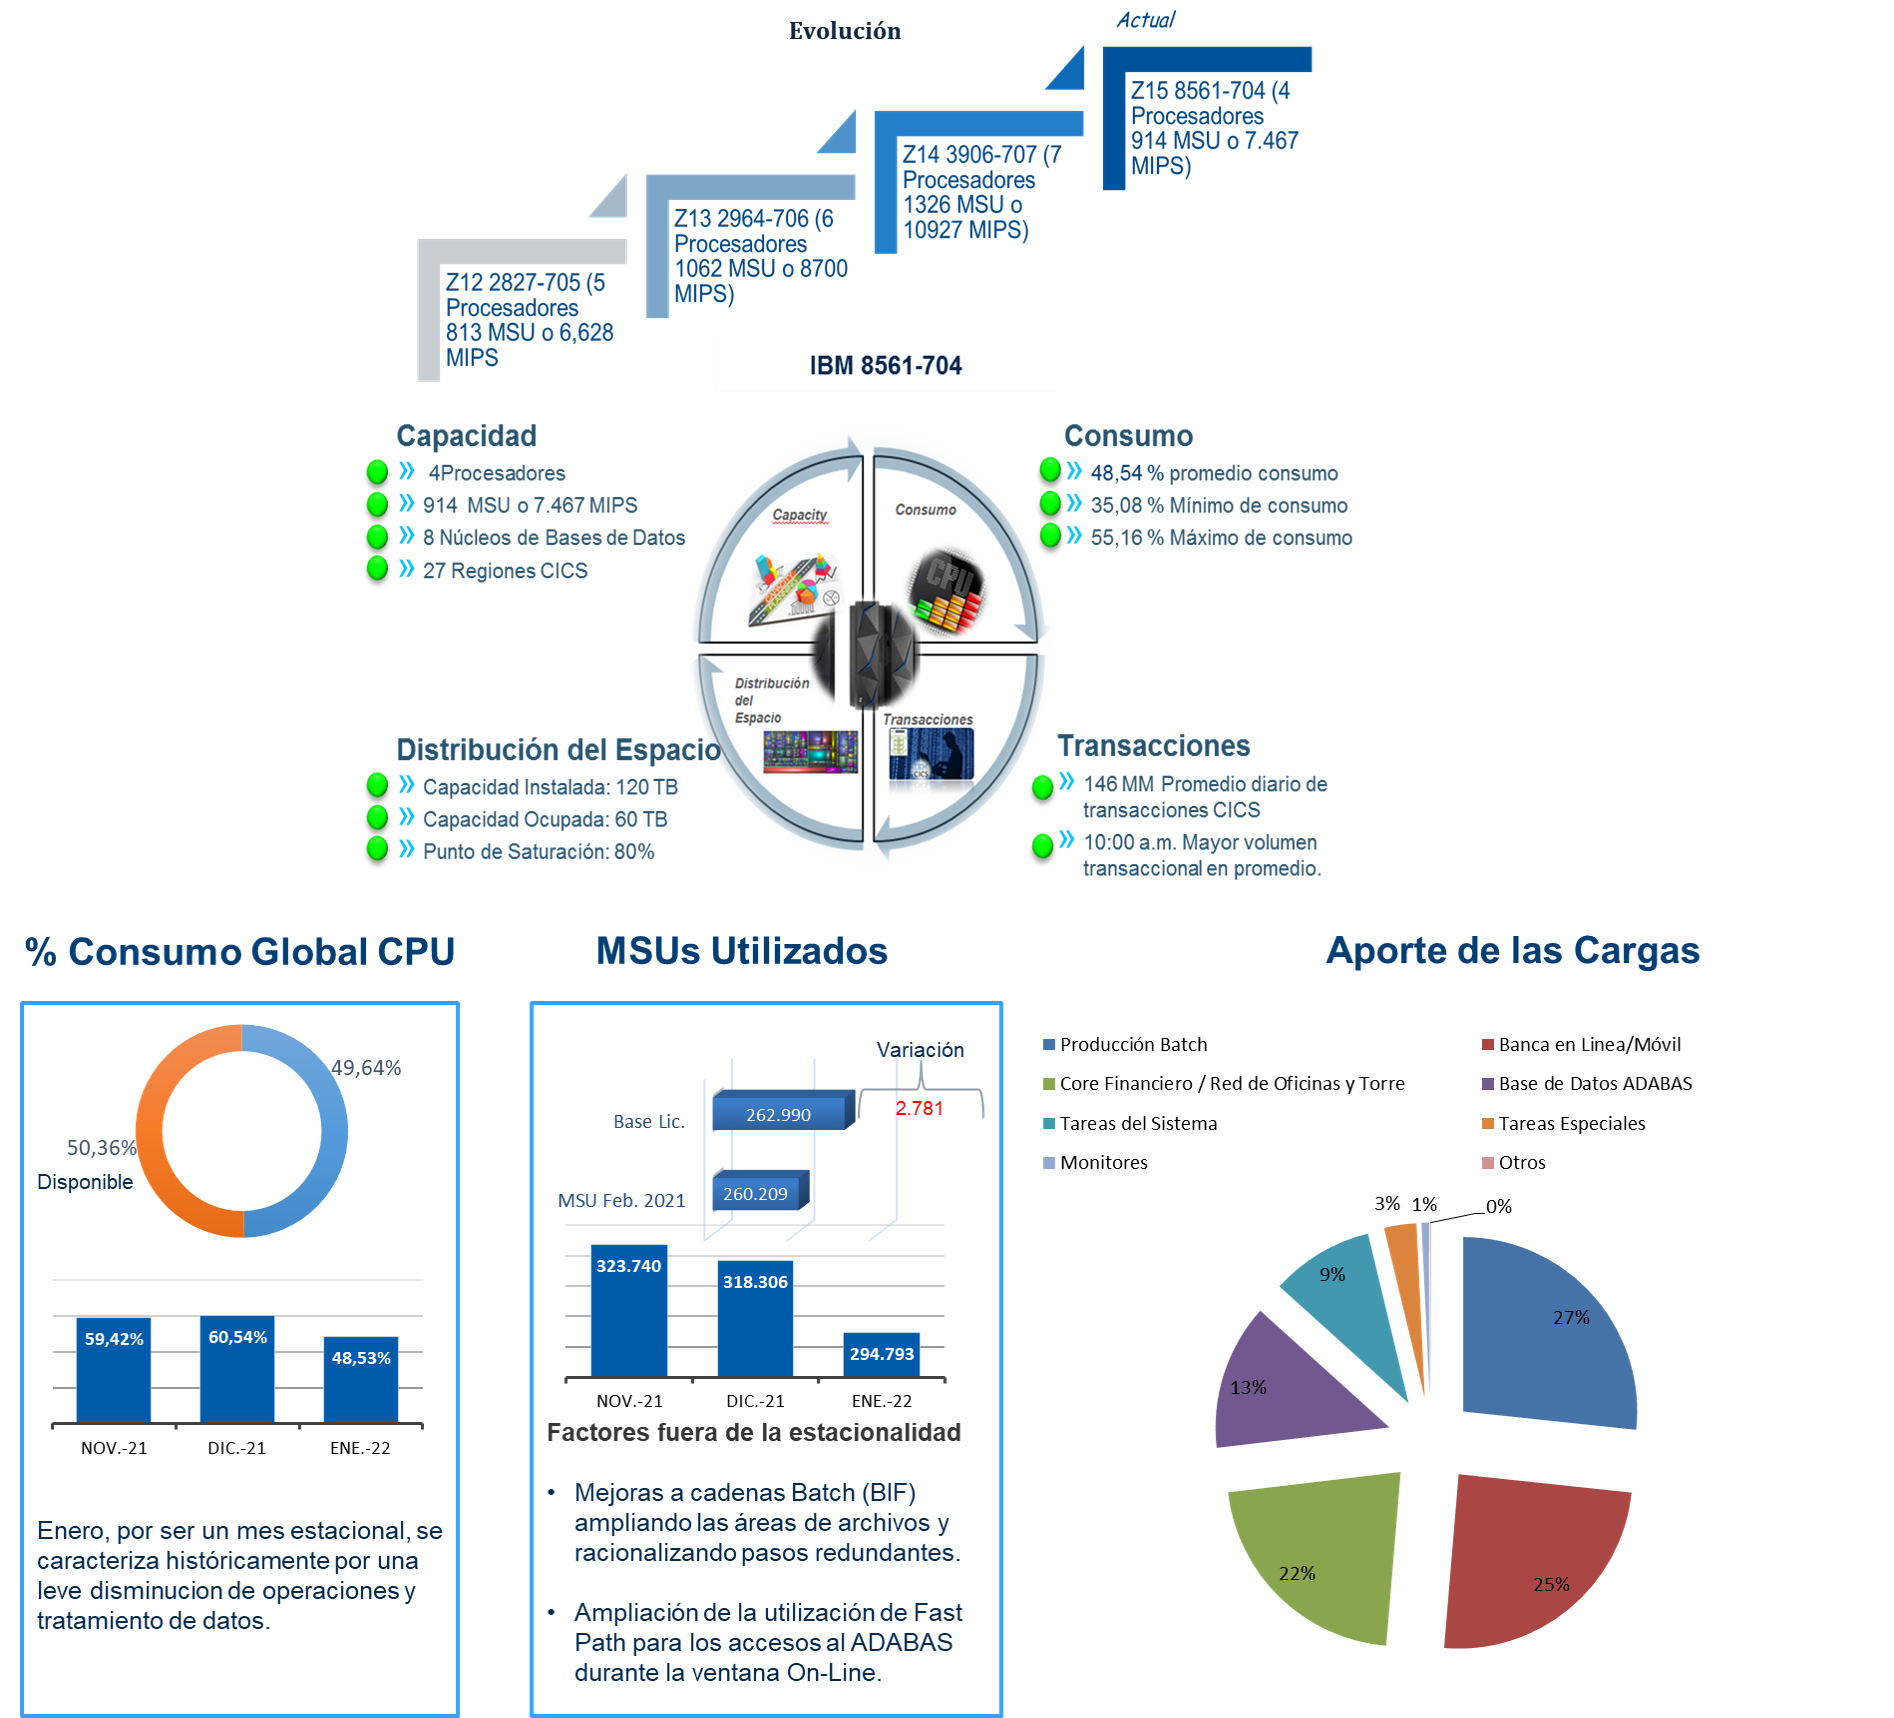 Evolución
Actual
Z15 8561-704 (4
Procesadores
914 MSU o 7.467
MIPS)
Z14 3906-707 (7
Procesadores
1326 MSU o
10927 MIPS)
Z13 2964-706 (6
Procesadores
1062 MSU o 8700
MIPS)
Z12 2827-705 (5
Procesadores
813 MSU o 6,628
MIPS
IBM 8561-704
Capacidad
» 4Procesadores
» 914 MSU o 7.467 MIPS
» 8 Núcleos de Bases de Datos
» 27 Regiones CICS
Consumo
» 48,54 % promedio consumo
» 35,08 % Mínimo de consumo
» 55,16 % Máximo de consumo
Capacity
CAPACITY
PLANNING
Consumo
CPU
Distribución
del
Espacio
Transacciones
CICS
Distribución del Espacio
» Capacidad Instalada: 120 TB
» Capacidad Ocupada: 60 TB
» Punto de Saturación: 80%
Transacciones
» 146 MM Promedio diario de
transacciones CICS
» 10:00 a.m. Mayor volumen
transaccional en promedio.
% Consumo Global CPU
49,64%
50,36%
Disponible
59,42%
60,54%
48,53%
NOV.-21
DIC.-21
ENE.-22
Enero, por ser un mes estacional, se
caracteriza históricamente por una
leve disminucion de operaciones y
tratamiento de datos.
MSUs Utilizados
Variación
Base Lic.
262.990
2.781
MSU Feb. 2021
260.209
323.740
318.306
294.793
NOV.-21
DIC.-21
ENE.-22
Factores fuera de la estacionalidad
• Mejoras a cadenas Batch (BIF)
ampliando las áreas de archivos y
racionalizando pasos redundantes.
• Ampliación de la utilización de Fast
Path para los accesos al ADABAS
durante la ventana On-Line.
Aporte de las Cargas
Producción Batch
Banca en Linea/Móvil
Core Financiero / Red de Oficinas y Torre
Base de Datos ADABAS
Tareas del Sistema
Tareas Especiales
Monitores
Otros
3%
1%
0%
9%
27%
13%
22%
25%